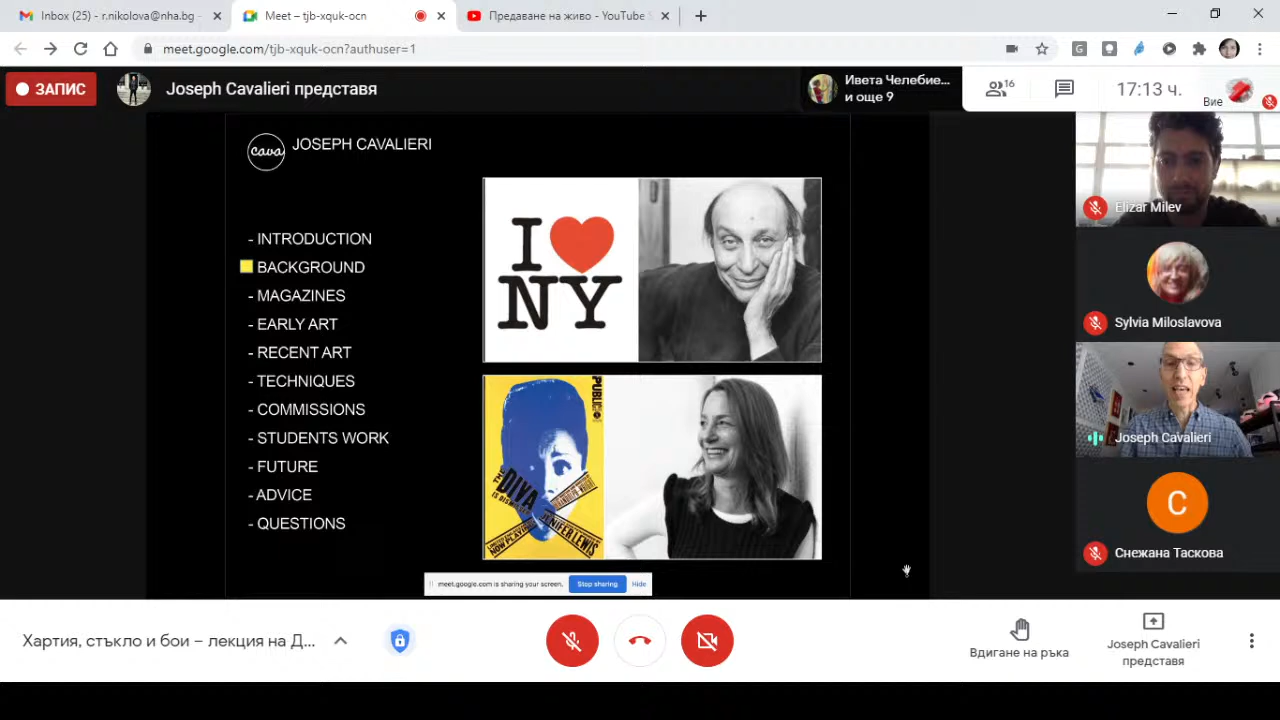 Inbox (25) - r.nikolova@nha.bg -
Meet – tjb-xquk-ocn
Предаване на живо - YouTube S
meet.google.com/tjb-xquk-ocn?authuser=1
ЗАПИС
Joseph Cavalieri представя
Ивета Челебие...
и още 9
16
17:13 ч.
Вие
cava
JOSEPH CAVALIERI
- INTRODUCTION
BACKGROUND
- MAGAZINES
- EARLY ART
- RECENT ART
- TECHNIQUES
- COMMISSIONS
- STUDENTS WORK
- FUTURE
- ADVICE
- QUESTIONS
I
NY
PUBLIC
THE DIVA
IS DISMISSED
JENIFER LEWIS
NOW PLAYING
Elizar Milev
Sylvia Miloslavova
Joseph Cavalieri
С
Снежана Таскова
meet.google.com is sharing your screen.
Stop sharing
Hide
Хартия, стъкло и бои – лекция на Д...
Вдигане на ръка
Joseph Cavalieri
представя